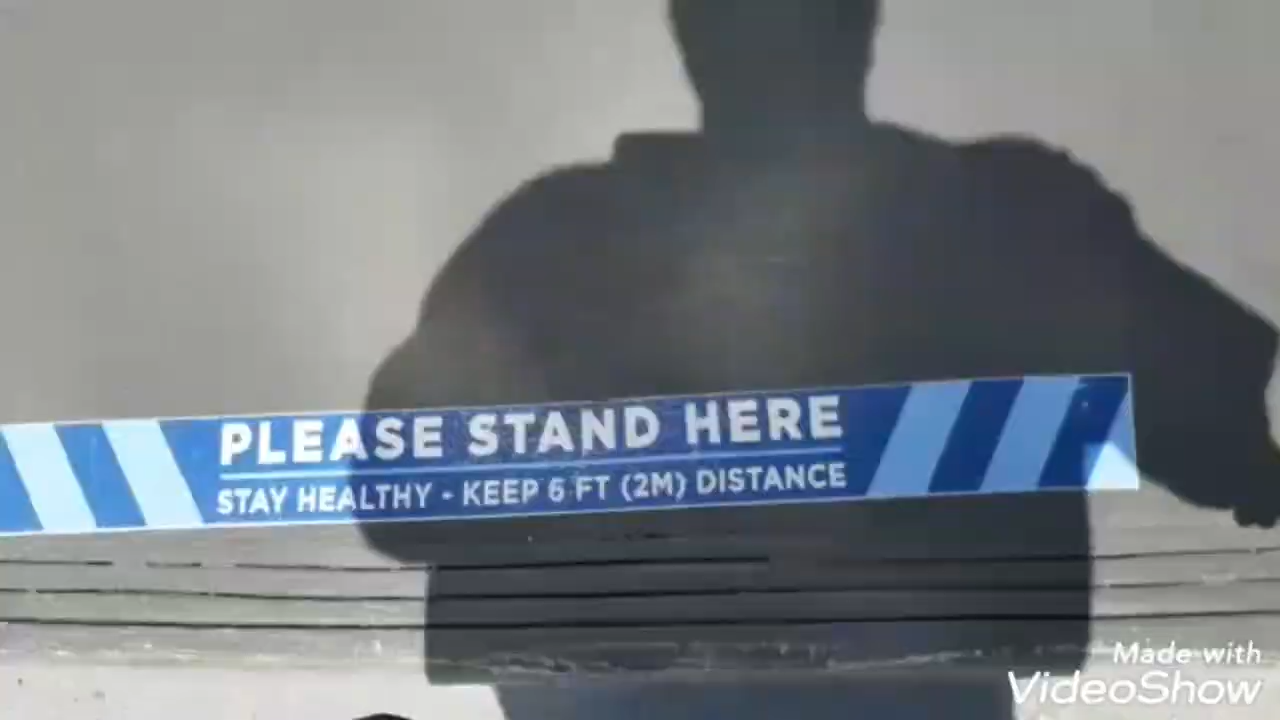 PLEASE STAND HERE
STAY HEALTHY - KEEP 6 FT (2M) DISTANCE
Made with
VideoShow